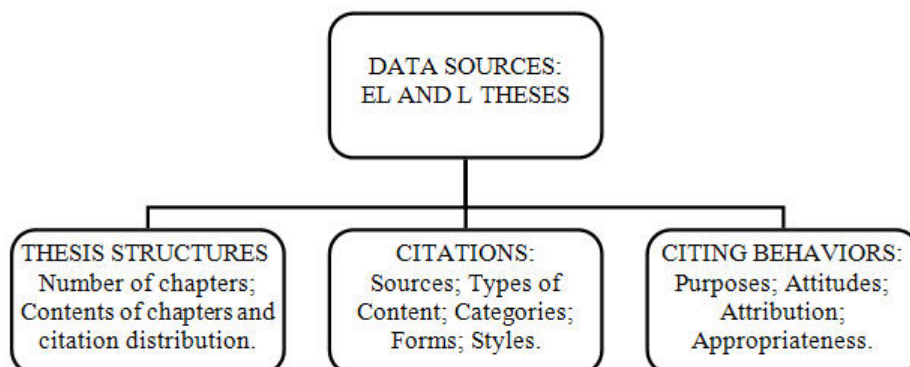 DATA SOURCES:
EL AND L THESES
THESIS STRUCTURES
Number of chapters;
Contents of chapters and
citation distribution.
CITATIONS:
Sources; Types of
Content; Categories;
Forms; Styles.
CITING BEHAVIORS:
Purposes; Attitudes;
Attribution;
Appropriateness.